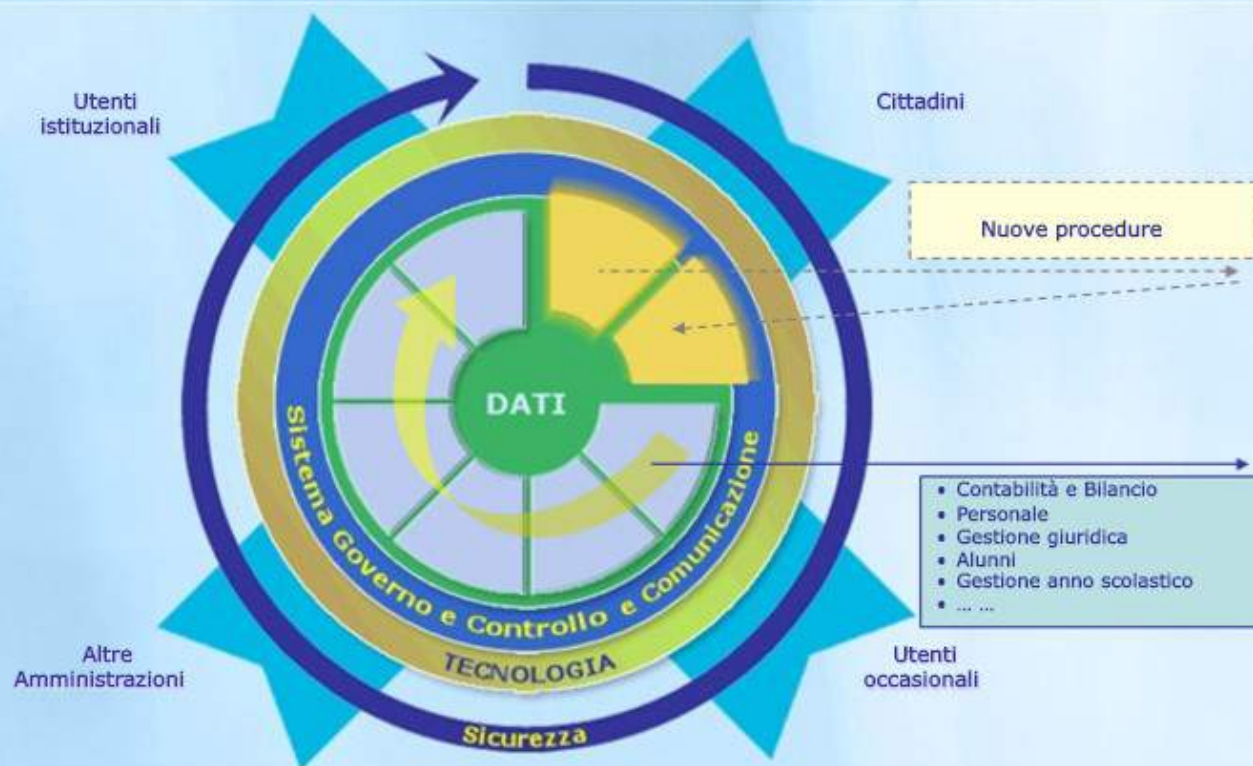 Utenti
istituzionali
Cittadini
Nuove procedure
DATI
Sistema Governo e Controllo e Comunicazione
• Contabilità e Bilancio
• Personale
• Gestione giuridica
• Alunni
• Gestione anno scolastico
• ... ...
Altre
Amministrazioni
TECNOLOGIA
Utenti
occasionali
Sicurezza